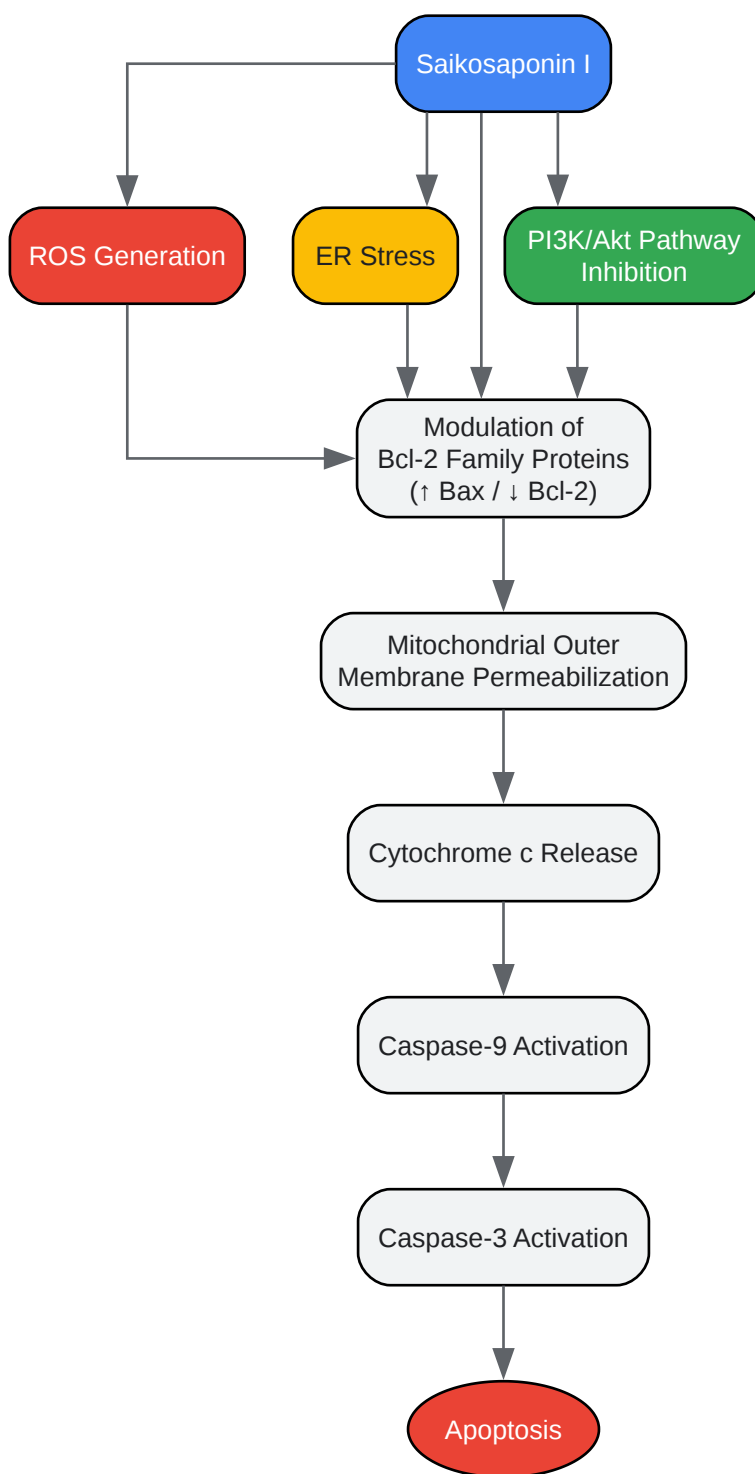 Saikosaponin I
ROS Generation
ER Stress
PI3K/Akt Pathway
Inhibition
Modulation of
Bcl-2 Family Proteins
(↑ Bax / ↓ Bcl-2)
Mitochondrial Outer
Membrane Permeabilization
Cytochrome c Release
Caspase-9 Activation
Caspase-3 Activation
Apoptosis